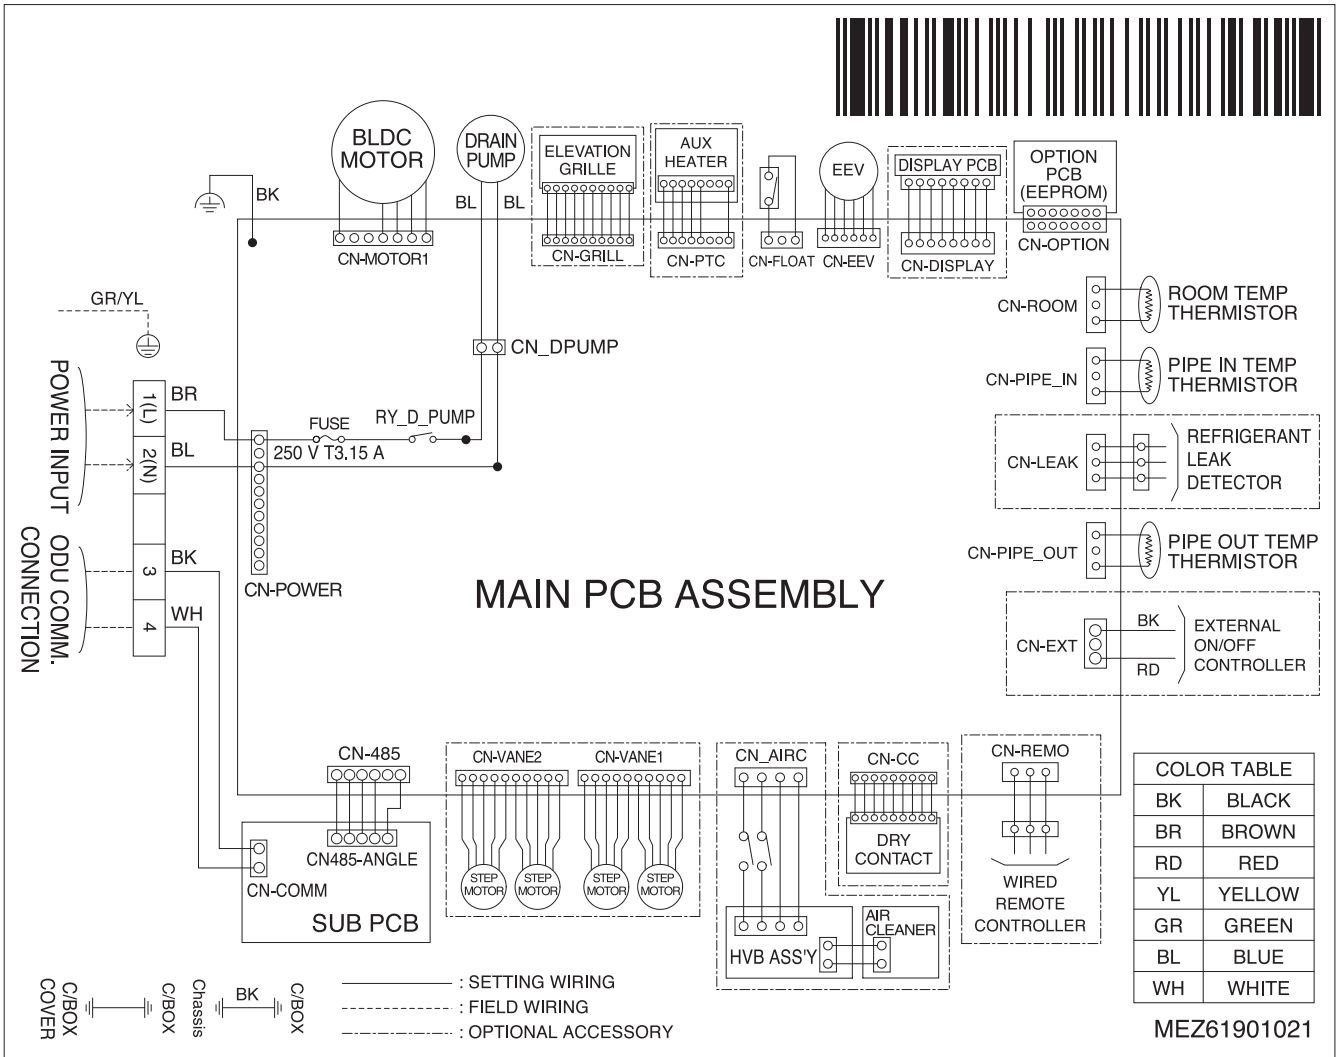 BLDC
MOTOR
DRAIN
PUMP
ELEVATION
GRILLE
AUX
HEATER
EEV
DISPLAY PCB
OPTION
PCB
(EEPROM)
BK
BL
BL
CN-MOTOR1
CN-GRILL
CN-PTC
CN-FLOAT
CN-EEV
CN-DISPLAY
CN-OPTION
GR/YL
CN_DPUMP
CN-ROOM
ROOM TEMP
THERMISTOR
CN-PIPE_IN
PIPE IN TEMP
THERMISTOR
POWER INPUT
1(L)
BR
2(N)
BL
FUSE
250 V T3.15 A
RY_D_PUMP
CN-LEAK
REFRIGERANT
LEAK
DETECTOR
CN-PIPE_OUT
PIPE OUT TEMP
THERMISTOR
ODU COMM.
CONNECTION
3
BK
4
WH
CN-POWER
MAIN PCB ASSEMBLY
CN-EXT
BK
RD
EXTERNAL
ON/OFF
CONTROLLER
CN-485
CN-VANE2
CN-VANE1
CN_AIRC
CN-CC
CN-REMO
CN485-ANGLE
CN-COMM
SUB PCB
STEP
MOTOR
STEP
MOTOR
STEP
MOTOR
STEP
MOTOR
DRY
CONTACT
WIRED
REMOTE
CONTROLLER
HVB ASS'Y
AIR
CLEANER
COLOR TABLE
BK BLACK
BR BROWN
RD RED
YL YELLOW
GR GREEN
BL BLUE
WH WHITE
C/BOX
COVER
C/BOX
Chassis
BK
C/BOX
: SETTING WIRING
: FIELD WIRING
: OPTIONAL ACCESSORY
MEZ61901021